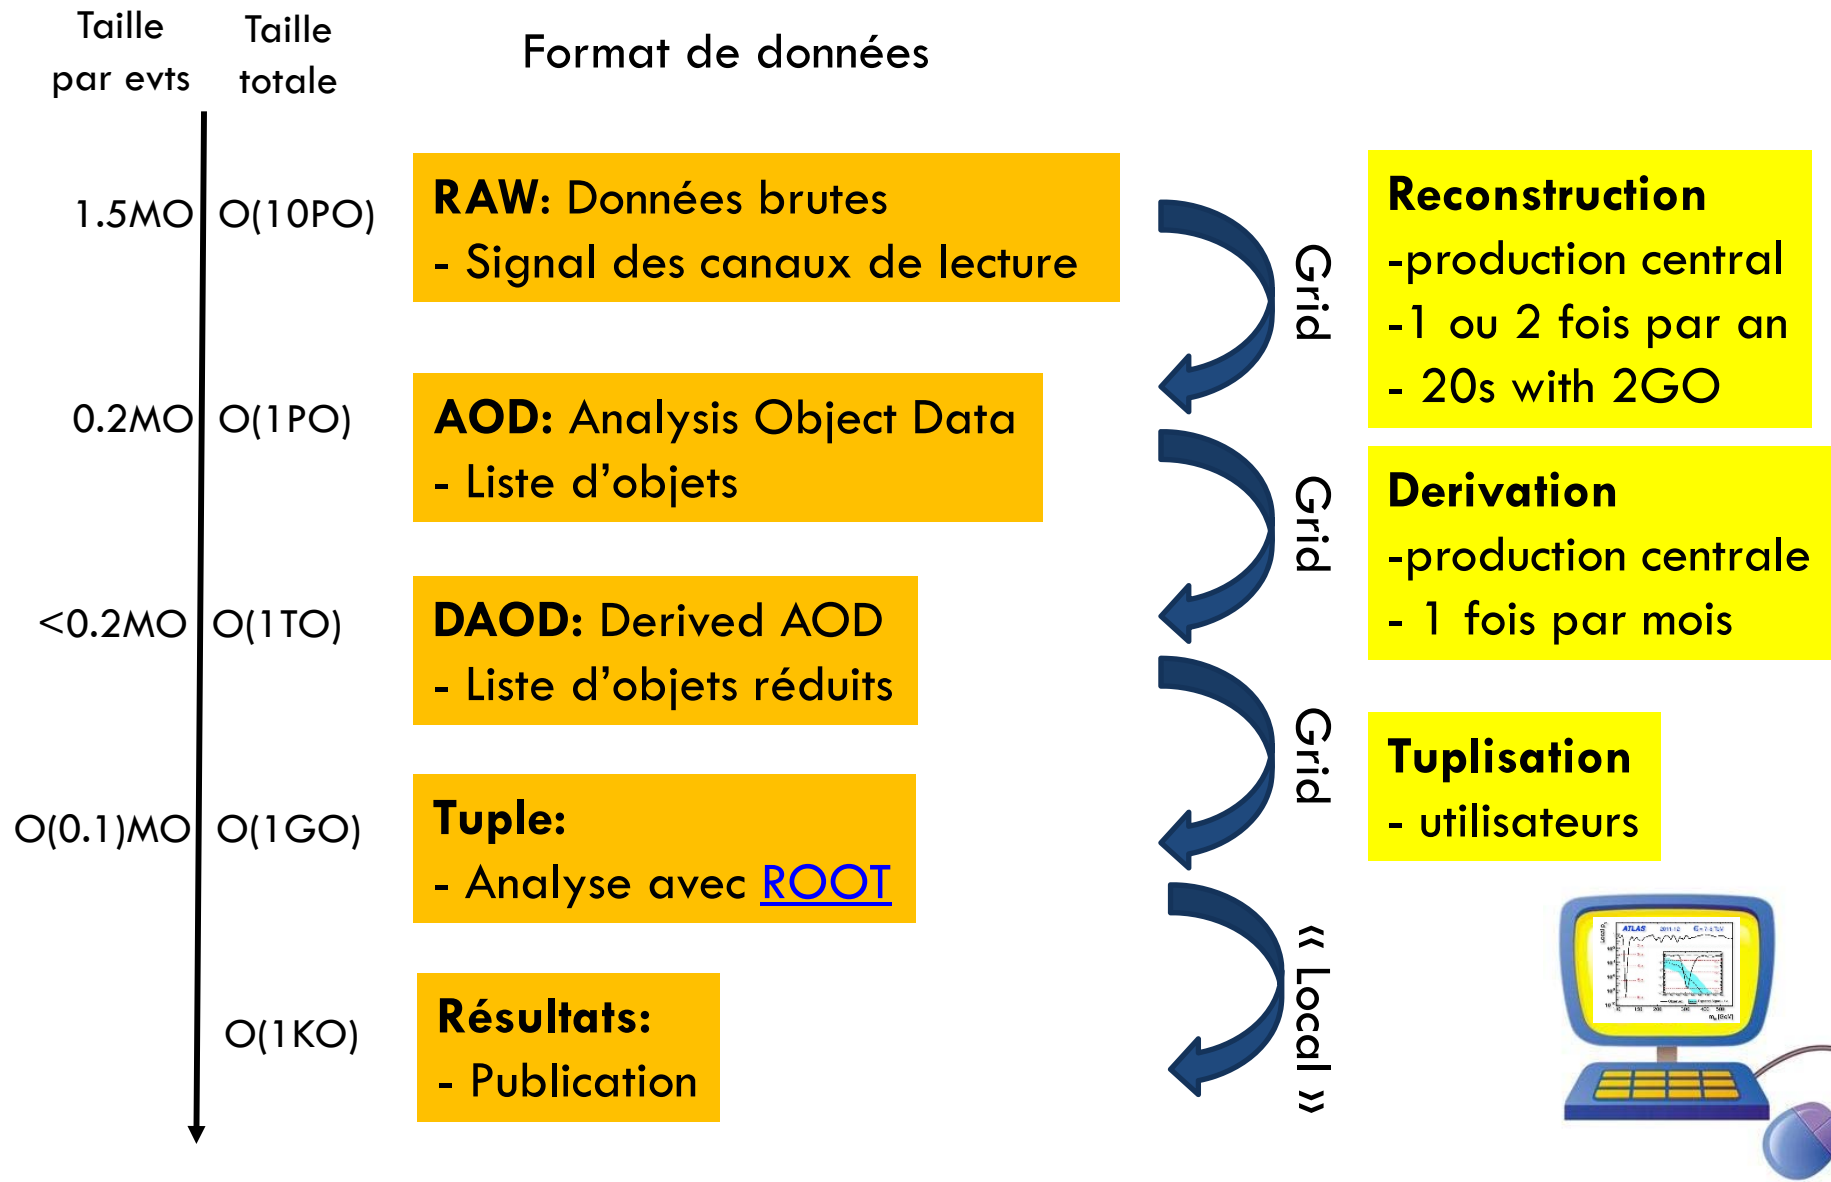 Taille
par evts
Taille
totale
Format de données
1.5MO
O(10PO)
RAW: Données brutes
- Signal des canaux de lecture
Grid
Reconstruction
-production central
-1 ou 2 fois par an
- 20s with 2GO
0.2MO
O(1PO)
AOD: Analysis Object Data
- Liste d’objets
Grid
Derivation
-production centrale
- 1 fois par mois
<0.2MO
O(1TO)
DAOD: Derived AOD
- Liste d’objets réduits
Grid
Tuplisation
- utilisateurs
O(0.1)MO
O(1GO)
Tuple:
- Analyse avec ROOT
« Local »
O(1KO)
Résultats:
- Publication
ATLAS